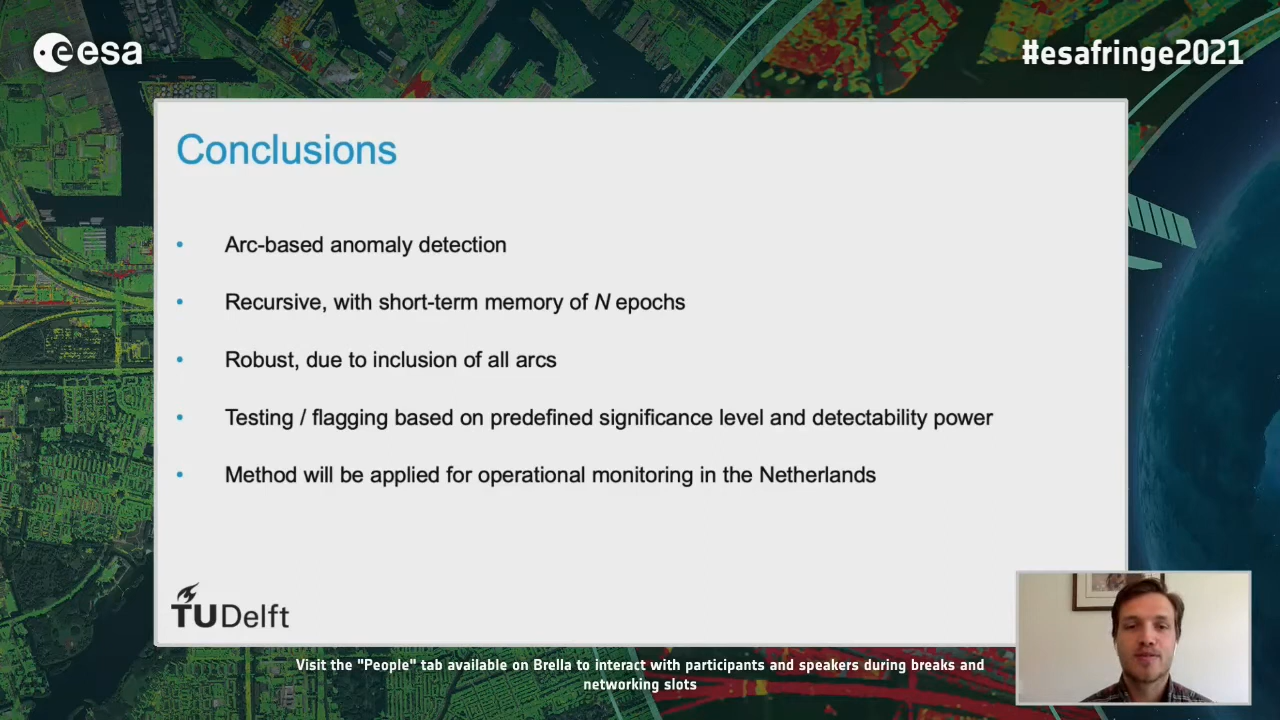 esa
#esafringe2021
Conclusions
• Arc-based anomaly detection
• Recursive, with short-term memory of N epochs
• Robust, due to inclusion of all arcs
• Testing / flagging based on predefined significance level and detectability power
• Method will be applied for operational monitoring in the Netherlands
TUDelft
Visit the "People" tab available on Brella to interact with participants and speakers during breaks and
networking slots